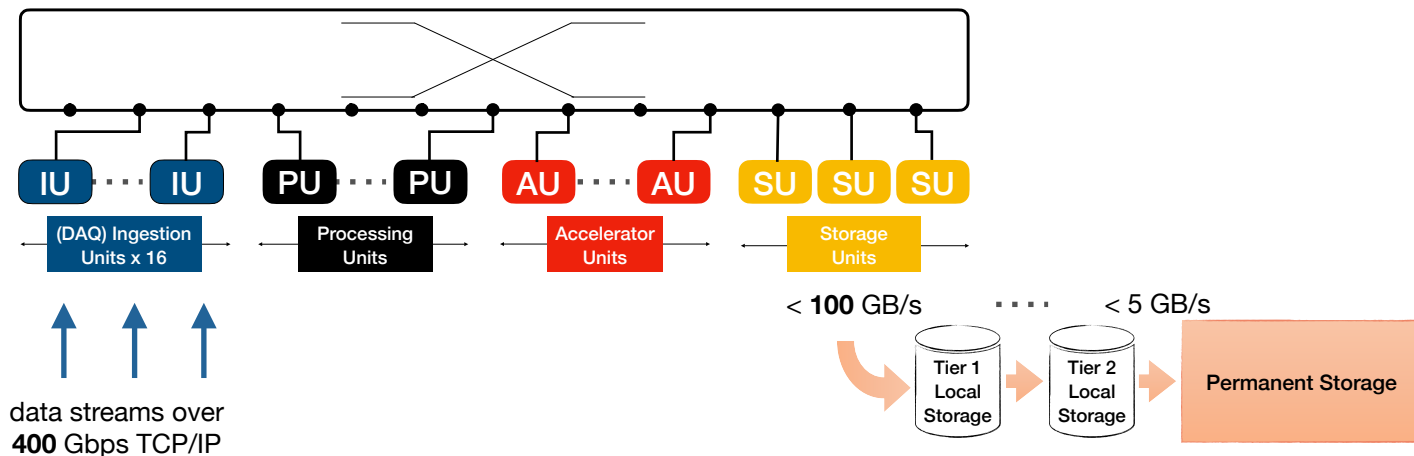 IU
IU
PU
PU
AU
AU
SU
SU
SU
(DAQ) Ingestion
Units x 16
Processing
Units
Accelerator
Units
Storage
Units
< 100 GB/s
< 5 GB/s
Tier 1
Local
Storage
Tier 2
Local
Storage
Permanent Storage
data streams over
400 Gbps TCP/IP